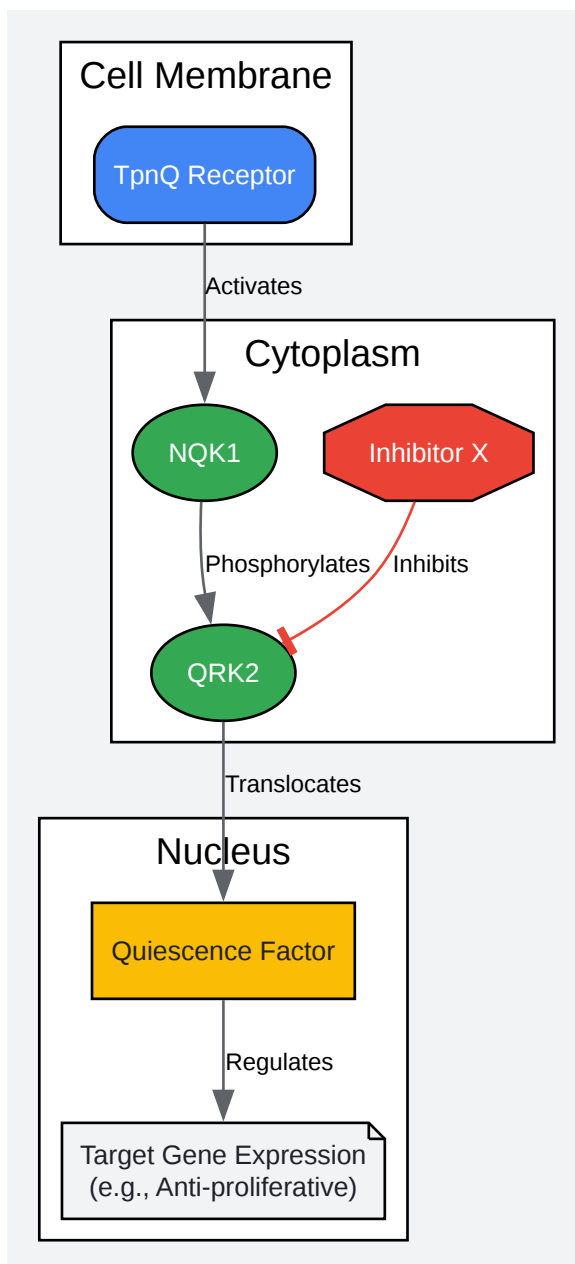 Cell Membrane
TpnQ Receptor
Activates
Cytoplasm
NQK1
Inhibitor X
Phosphorylates
Inhibits
QRK2
Translocates
Nucleus
Quiescence Factor
Regulates
Target Gene Expression
(e.g., Anti-proliferative)